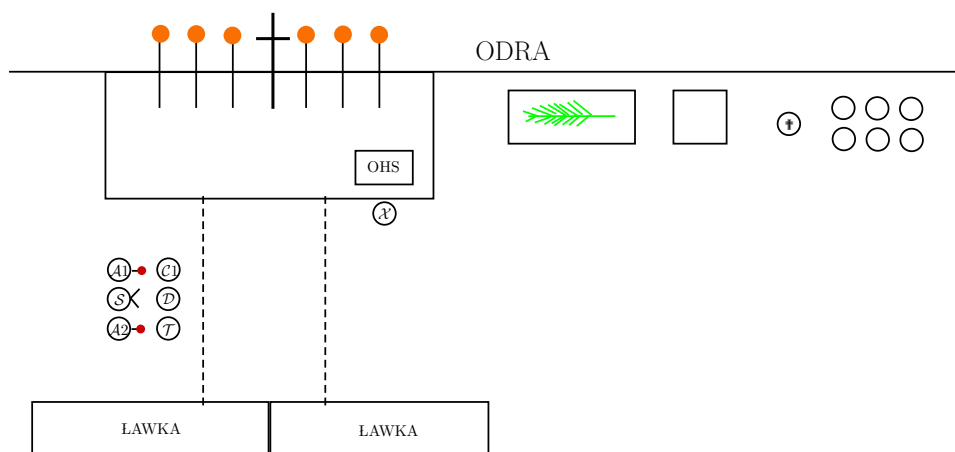 ODRA
OHS
𝒳
𝒜1 𝒞1
𝒮 𝒟
𝒜2 𝒯
ŁAWKA ŁAWKA